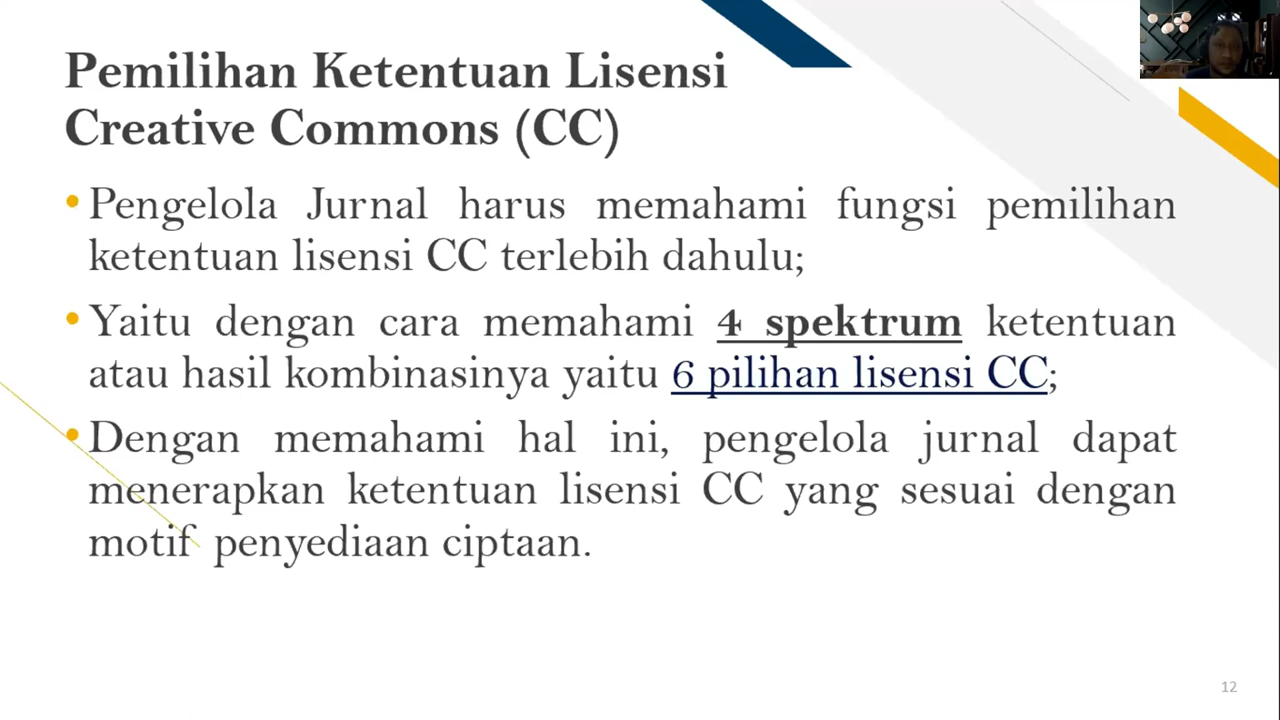 Pemilihan Ketentuan Lisensi
Creative Commons (CC)
• Pengelola Jurnal harus memahami fungsi pemilihan
ketentuan lisensi CC terlebih dahulu;
• Yaitu dengan cara memahami 4 spektrum ketentuan
atau hasil kombinasinya yaitu 6 pilihan lisensi CC;
• Dengan memahami hal ini, pengelola jurnal dapat
menerapkan ketentuan lisensi CC yang sesuai dengan
motif penyediaan ciptaan.
12